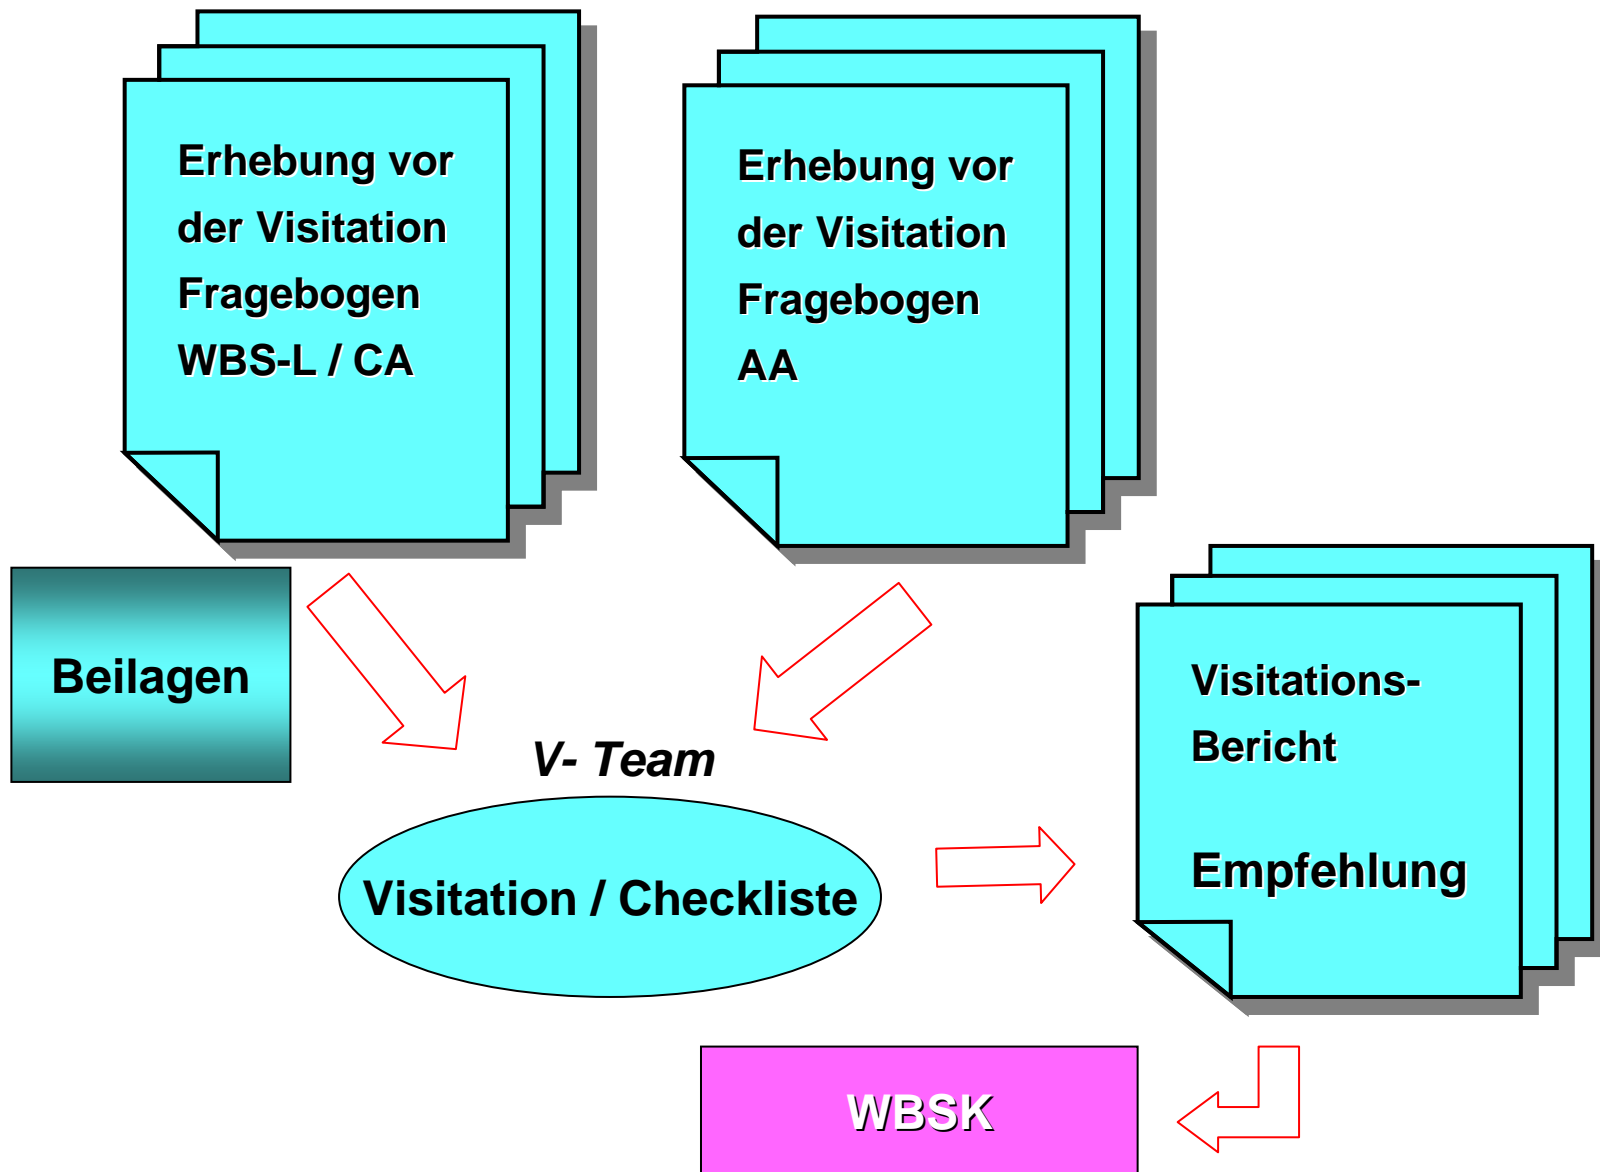 Erhebung vor
der Visitation
Fragebogen
WBS-L / CA
Erhebung vor
der Visitation
Fragebogen
AA
Beilagen
V- Team
Visitation / Checkliste
Visitations-
Bericht
Empfehlung
WBSK